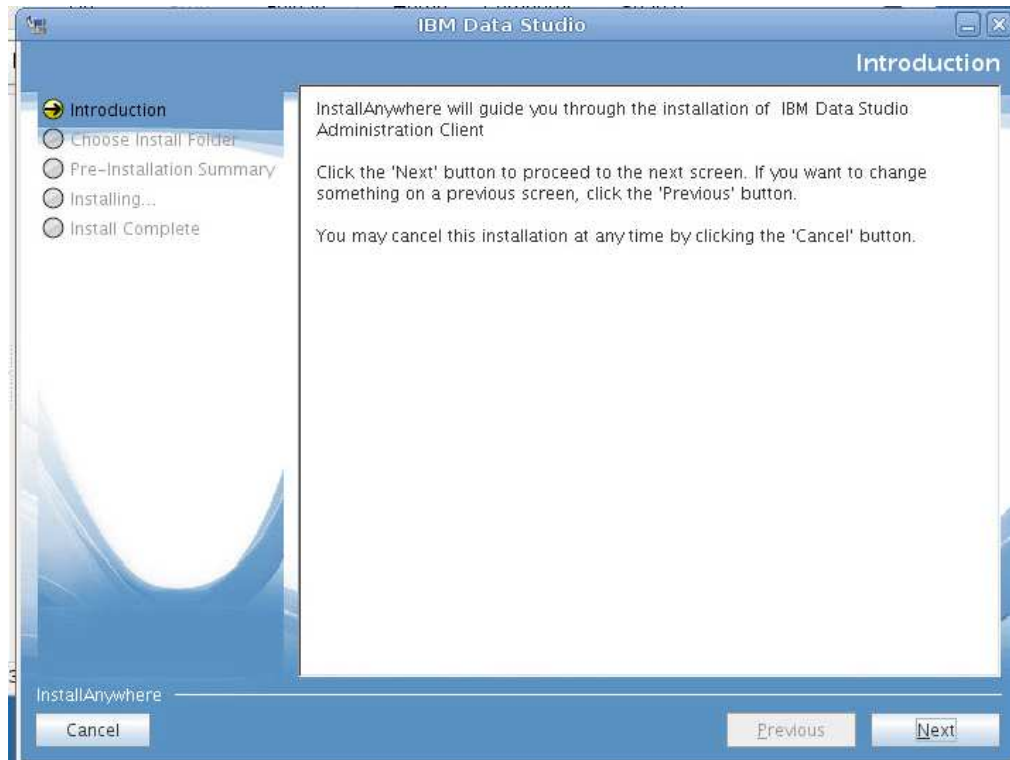 IBM Data Studio
Introduction
Introduction
Choose Install Folder
Pre-Installation Summary
Installing...
Install Complete
InstallAnywhere will guide you through the installation of IBM Data Studio
Administration Client
Click the 'Next' button to proceed to the next screen. If you want to change
something on a previous screen, click the 'Previous' button.
You may cancel this installation at any time by clicking the 'Cancel' button.
InstallAnywhere
Cancel
Previous
Next